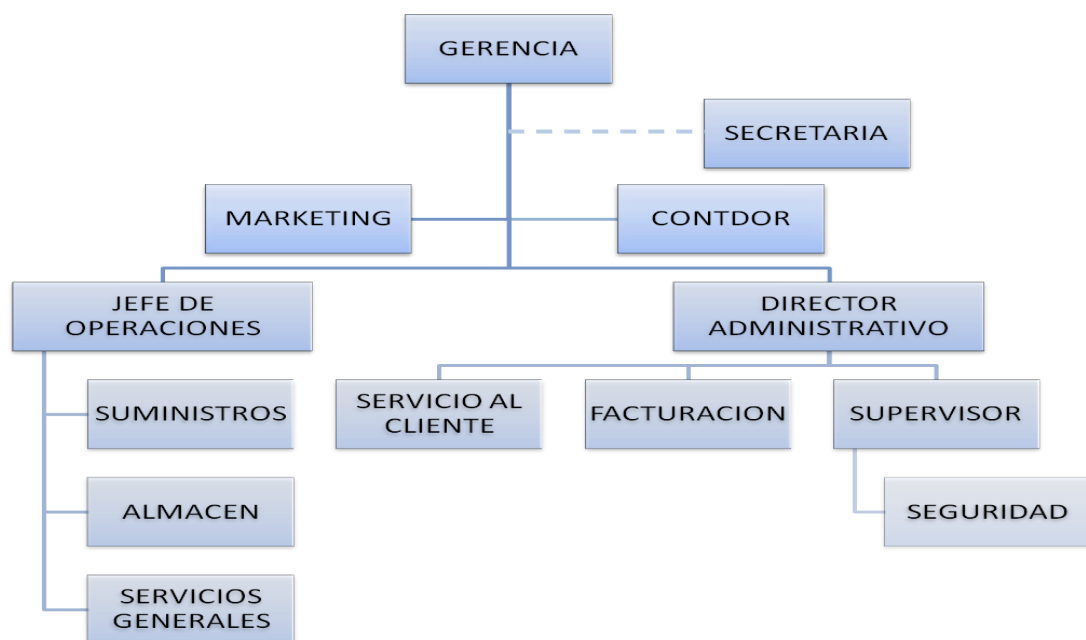 GERENCIA
SECRETARIA
MARKETING
CONTDOR
JEFE DE
OPERACIONES
DIRECTOR
ADMINISTRATIVO
SUMINISTROS
SERVICIO AL
CLIENTE
FACTURACION
SUPERVISOR
ALMACEN
SEGURIDAD
SERVICIOS
GENERALES